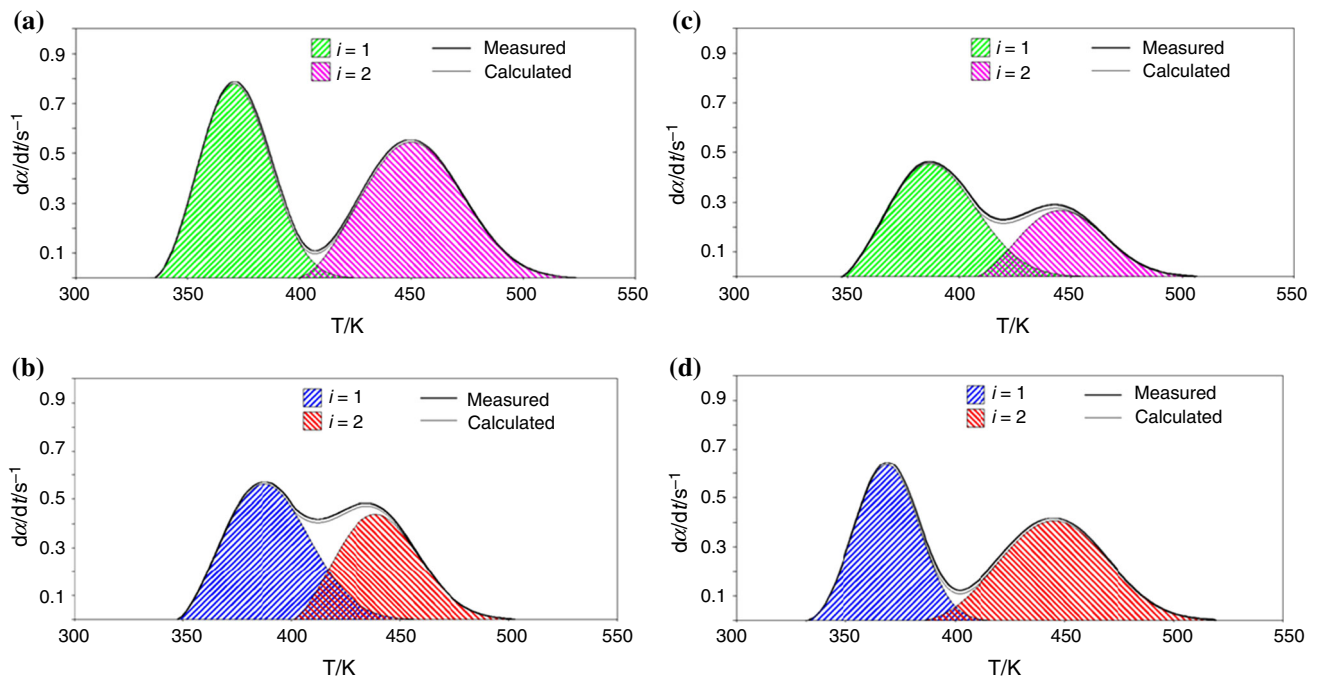 (a)
i = 1
i = 2
Measured
Calculated
0.9
0.7
0.5
0.3
0.1
dα/dt/s⁻¹
300
350
400
450
500
550
T/K
(c)
i = 1
i = 2
Measured
Calculated
0.9
0.7
0.5
0.3
0.1
dα/dt/s⁻¹
300
350
400
450
500
550
T/K
(b)
i = 1
i = 2
Measured
Calculated
0.9
0.7
0.5
0.3
0.1
dα/dt/s⁻¹
300
350
400
450
500
550
T/K
(d)
i = 1
i = 2
Measured
Calculated
0.9
0.7
0.5
0.3
0.1
dα/dt/s⁻¹
300
350
400
450
500
550
T/K